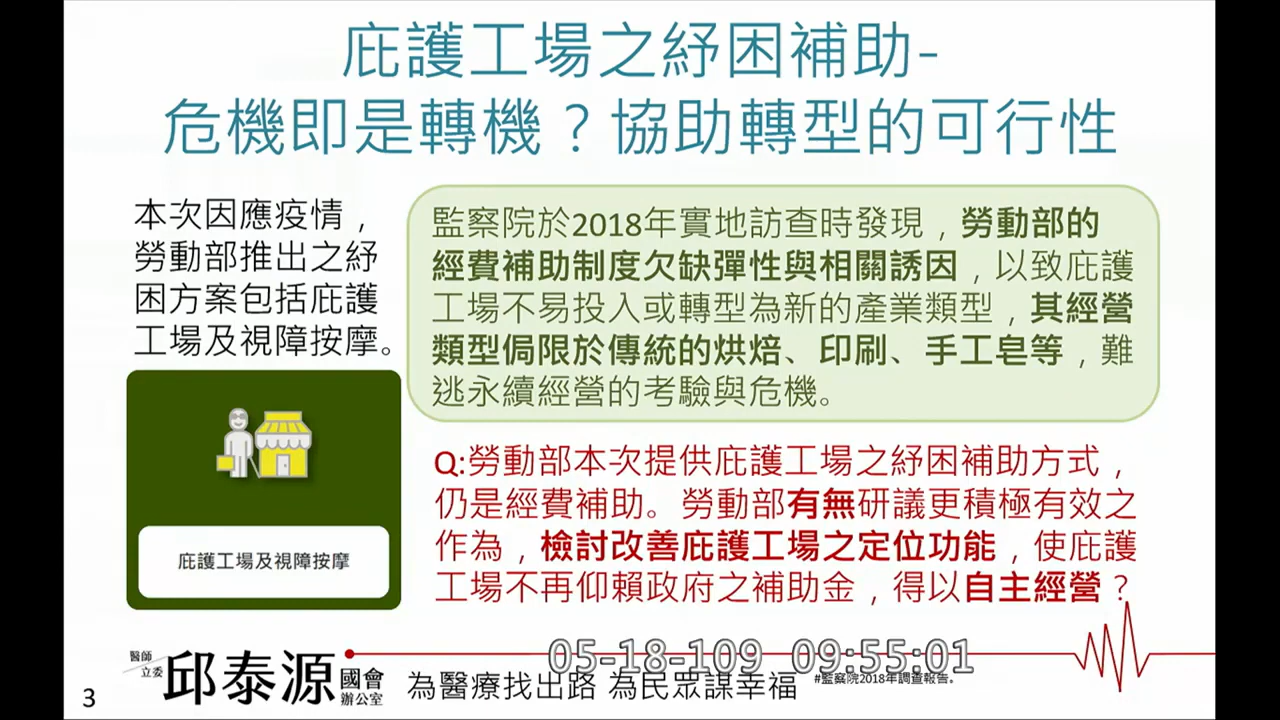 庇護工場之紓困補助-
危機即是轉機？協助轉型的可行性
本次因應疫情，
勞動部推出之紓
困方案包括庇護
工場及視障按摩。
庇護工場及視障按摩
監察院於2018年實地訪查時發現，勞動部的
經費補助制度欠缺彈性與相關誘因，以致庇護
工場不易投入或轉型為新的產業類型，其經營
類型侷限於傳統的烘焙、印刷、手工皂等，難
逃永續經營的考驗與危機。
Q:勞動部本次提供庇護工場之紓困補助方式，
仍是經費補助。勞動部有無研議更積極有效之
作為，檢討改善庇護工場之定位功能，使庇護
工場不再仰賴政府之補助金，得以自主經營？
3
醫師
立委
邱泰源
國會
辦公室
為醫療找出路 為民眾謀幸福
05-18-109 09:55:01
#監察院2018年調查報告。